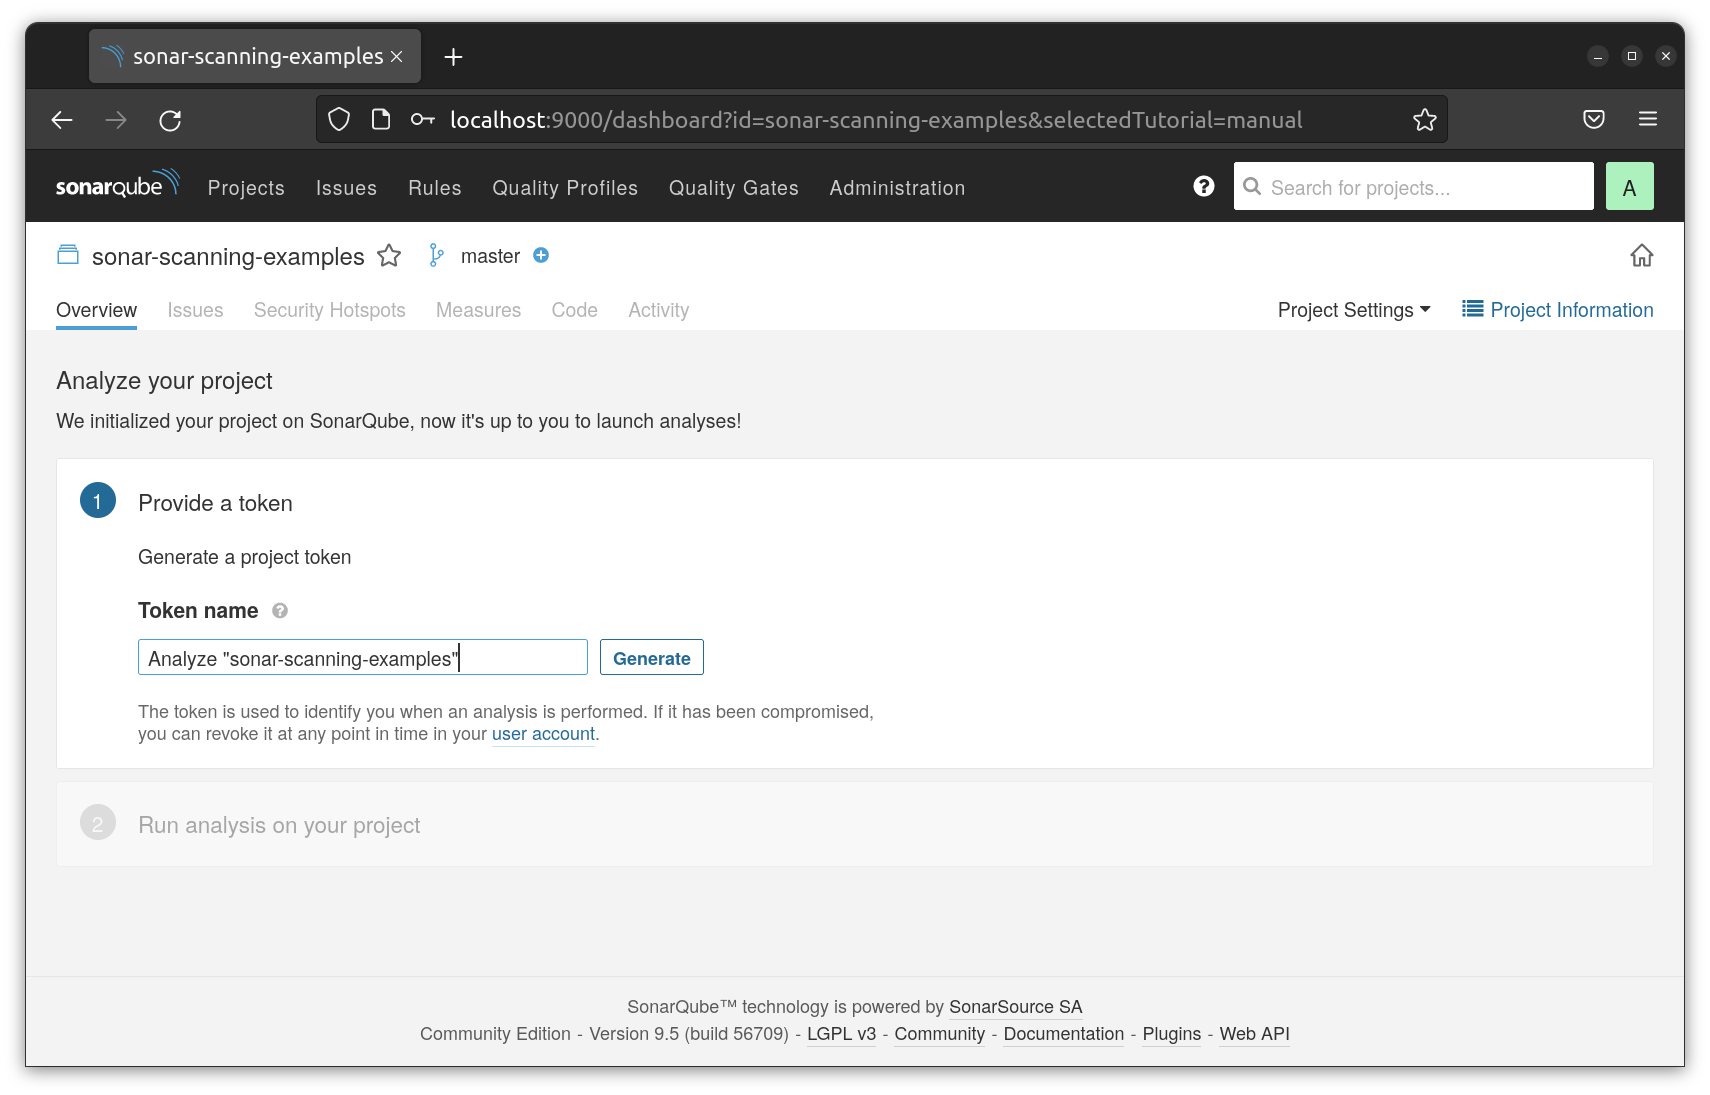 sonar-scanning-examples
localhost:9000/dashboard?id=sonar-scanning-examples&selectedTutorial=manual
sonarqube Projects Issues Rules Quality Profiles Quality Gates Administration Search for projects... A
sonar-scanning-examples master
Overview Issues Security Hotspots Measures Code Activity Project Settings Project Information
Analyze your project
We initialized your project on SonarQube, now it's up to you to launch analyses!
1 Provide a token
Generate a project token
Token name
Analyze "sonar-scanning-examples" Generate
The token is used to identify you when an analysis is performed. If it has been compromised,
you can revoke it at any point in time in your user account.
2 Run analysis on your project
SonarQube™ technology is powered by SonarSource SA
Community Edition - Version 9.5 (build 56709) - LGPL v3 - Community - Documentation - Plugins - Web API